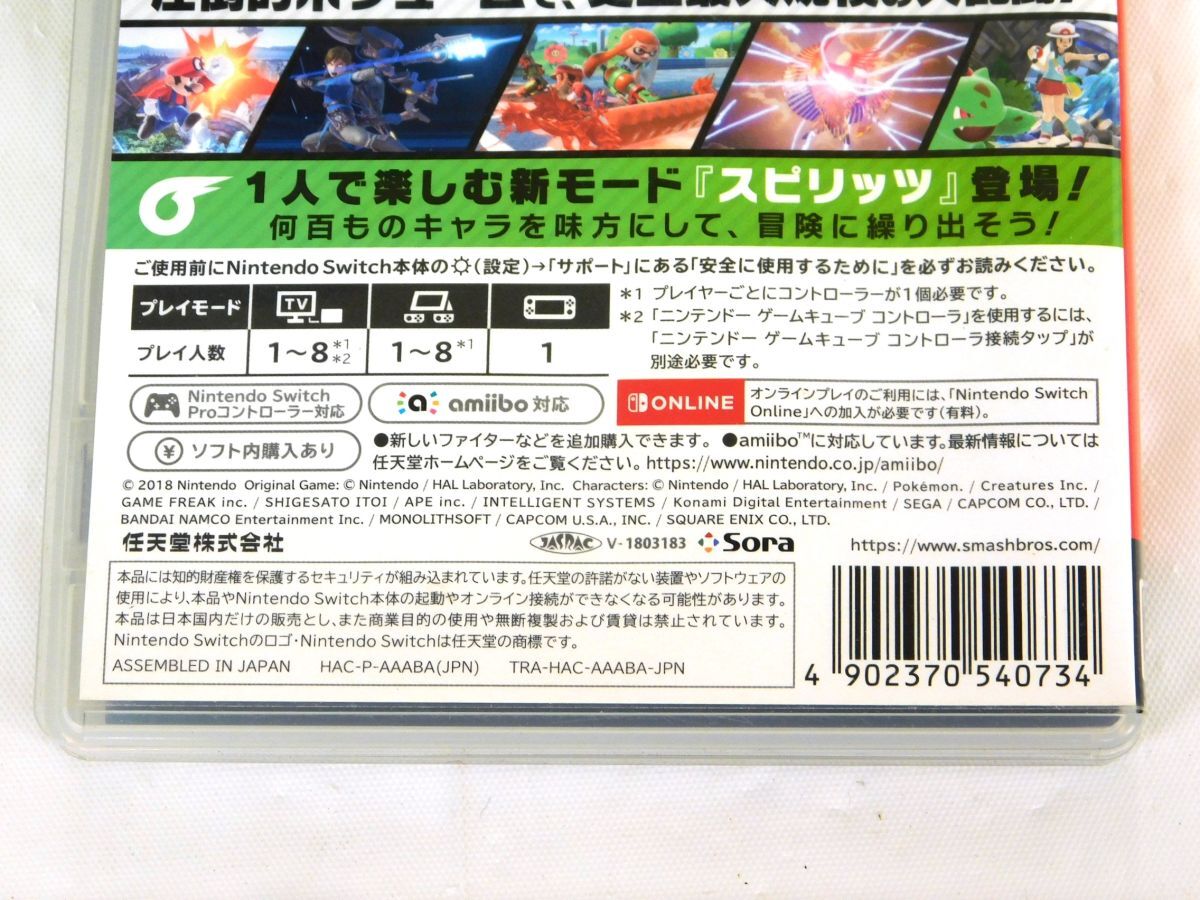 1人で楽しむ新モード『スピリッツ』登場!
何百ものキャラを味方にして、冒険に繰り出そう!
ご使用前にNintendo Switch本体の(設定)→「サポート」にある「安全に使用するために」を必ずお読みください。
プレイモード TV
プレイ人数 1～8 *1 *2 1～8 *1 1
*1 プレイヤーごとにコントローラーが1個必要です。
*2 「ニンテンドー ゲームキューブ コントローラ」を使用するには、
「ニンテンドー ゲームキューブ コントローラ接続タップ」が
別途必要です。
Nintendo Switch
Proコントローラー対応
amiibo 対応
ONLINE
オンラインプレイのご利用には、「Nintendo Switch
Online」への加入が必要です(有料)。
¥ ソフト内購入あり
●新しいファイターなどを追加購入できます。 ●amiibo™に対応しています。最新情報については
任天堂ホームページをご覧ください。https://www.nintendo.co.jp/amiibo/
© 2018 Nintendo Original Game: © Nintendo / HAL Laboratory, Inc. Characters: © Nintendo / HAL Laboratory, Inc. / Pokémon. / Creatures Inc. /
GAME FREAK inc. / SHIGESATO ITOI / APE inc. / INTELLIGENT SYSTEMS / Konami Digital Entertainment / SEGA / CAPCOM CO., LTD. /
BANDAI NAMCO Entertainment Inc. / MONOLITHSOFT / CAPCOM U.S.A., INC. / SQUARE ENIX CO., LTD.
任天堂株式会社 JASRAC V-1803183 Sora https://www.smashbros.com/
本品には知的財産権を保護するセキュリティが組み込まれています。任天堂の許諾がない装置やソフトウェアの
使用により、本品やNintendo Switch本体の起動やオンライン接続ができなくなる可能性があります。
本品は日本国内だけの販売とし、また商業目的の使用や無断複製および賃貸は禁止されています。
Nintendo Switchのロゴ・Nintendo Switchは任天堂の商標です。
ASSEMBLED IN JAPAN HAC-P-AAABA(JPN) TRA-HAC-AAABA-JPN
4 902370 540734